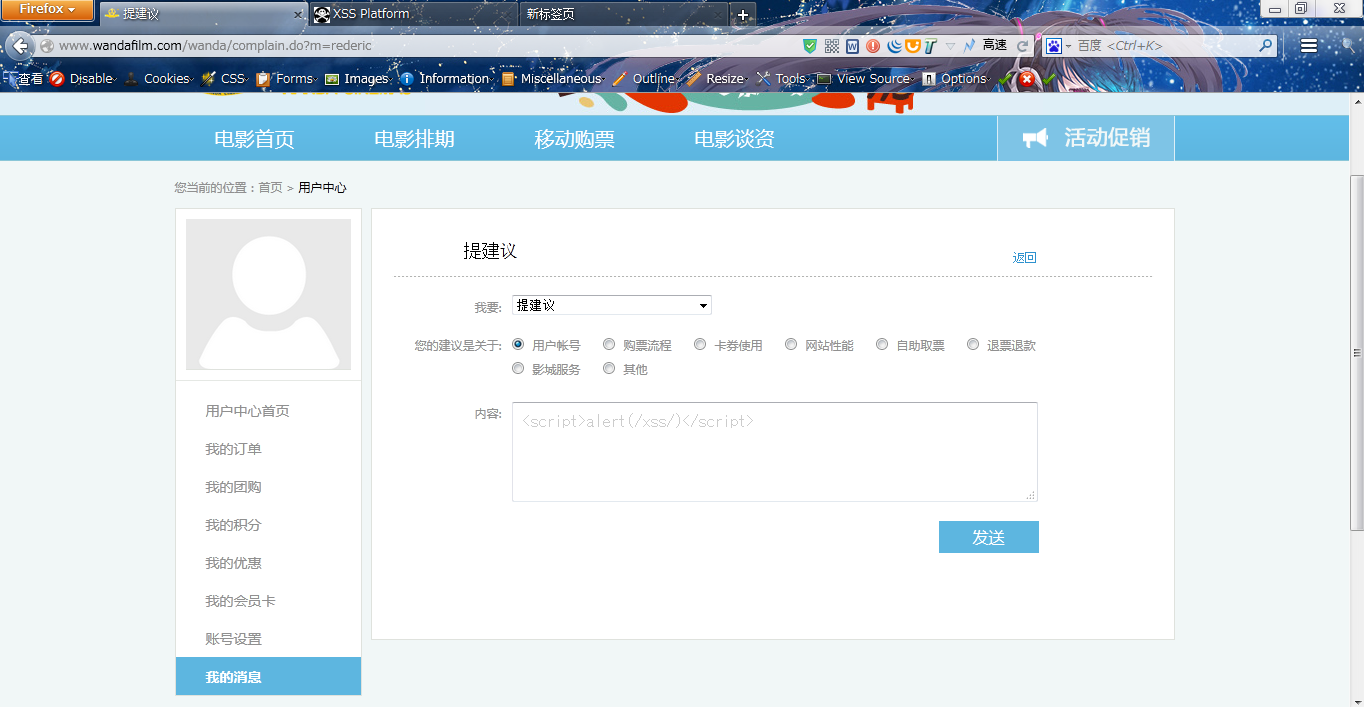 Firefox
提建议
XSS Platform
新标签页
www.wandafilm.com/wanda/complain.do?m=rederic
高速
百度 <Ctrl+K>
查看 Disable Cookies CSS Forms Images Information Miscellaneous Outline Resize Tools View Source Options
电影首页 电影排期 移动购票 电影谈资 活动促销
您当前的位置：首页 > 用户中心
提建议
返回
我要: 提建议
您的建议是关于: 用户帐号 购票流程 卡券使用 网站性能 自助取票 退票退款
影城服务 其他
内容: <script>alert(/xss/)</script>
发送
用户中心首页
我的订单
我的团购
我的积分
我的优惠
我的会员卡
账号设置
我的消息